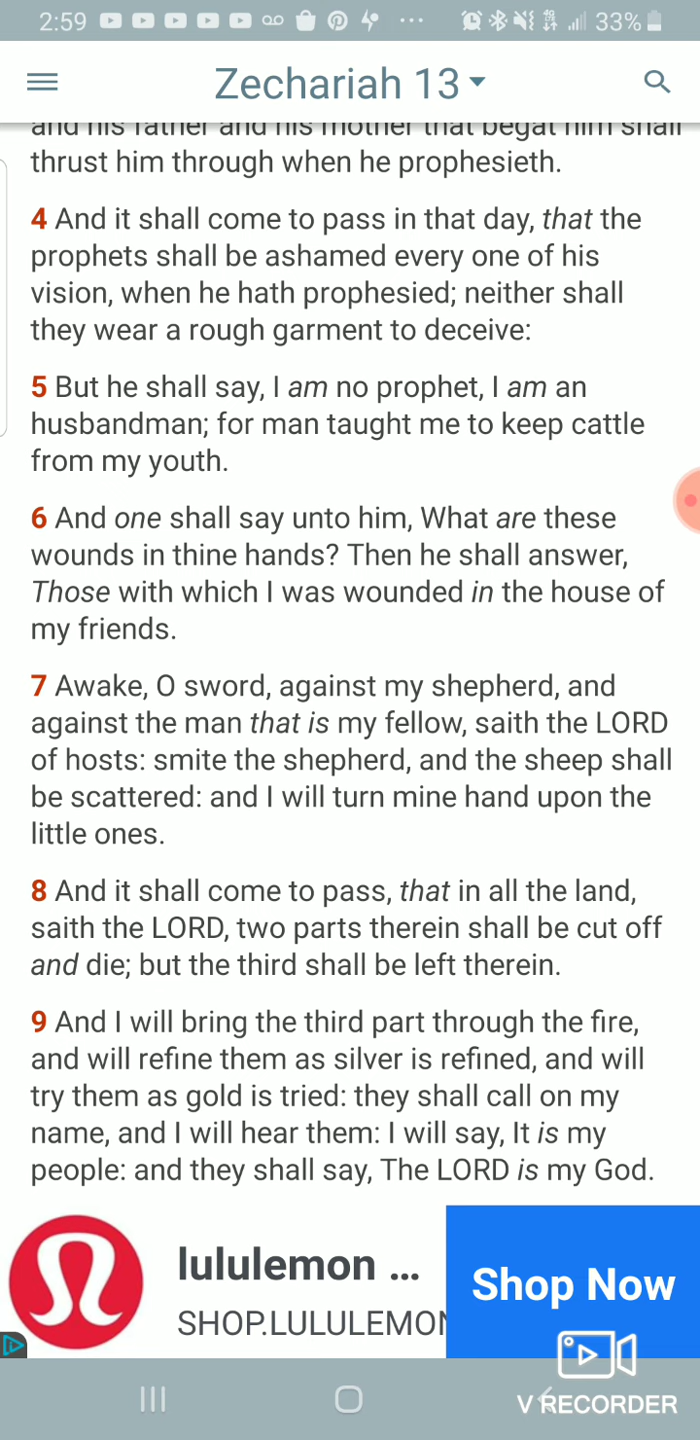 2:59
33%
Zechariah 13
and his father and his mother that begat him shall
thrust him through when he prophesieth.
4 And it shall come to pass in that day, that the
prophets shall be ashamed every one of his
vision, when he hath prophesied; neither shall
they wear a rough garment to deceive:
5 But he shall say, I am no prophet, I am an
husbandman; for man taught me to keep cattle
from my youth.
6 And one shall say unto him, What are these
wounds in thine hands? Then he shall answer,
Those with which I was wounded in the house of
my friends.
7 Awake, O sword, against my shepherd, and
against the man that is my fellow, saith the LORD
of hosts: smite the shepherd, and the sheep shall
be scattered: and I will turn mine hand upon the
little ones.
8 And it shall come to pass, that in all the land,
saith the LORD, two parts therein shall be cut off
and die; but the third shall be left therein.
9 And I will bring the third part through the fire,
and will refine them as silver is refined, and will
try them as gold is tried: they shall call on my
name, and I will hear them: I will say, It is my
people: and they shall say, The LORD is my God.
lululemon ...
Shop Now
SHOP.LULULEMON
V RECORDER